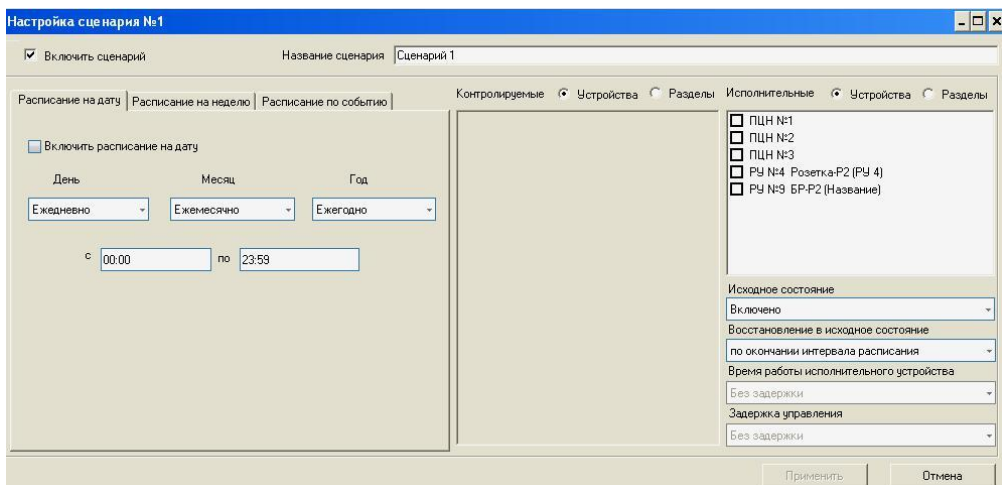 Настройка сценария №1
Включить сценарий
Название сценария Сценарий 1
Расписание на дату Расписание на неделю Расписание по событию
Включить расписание на дату
День Месяц Год
Ежедневно Ежемесячно Ежегодно
с 00:00 по 23:59
Контролируемые Устройства Разделы
Исполнительные Устройства Разделы
ПЦН №1
ПЦН №2
ПЦН №3
РУ №4 Розетка-Р2 (РУ 4)
РУ №9 БР-Р2 (Название)
Исходное состояние
Включено
Восстановление в исходное состояние
по окончании интервала расписания
Время работы исполнительного устройства
Без задержки
Задержка управления
Без задержки
Применить Отмена